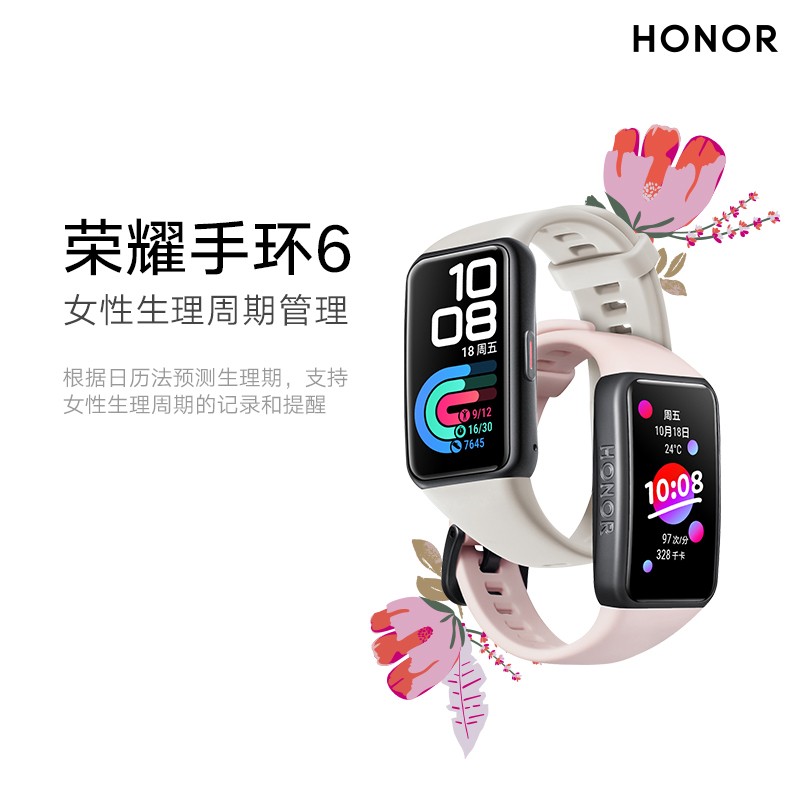 HONOR
荣耀手环6
女性生理周期管理
根据日历法预测生理期，支持
女性生理周期的记录和提醒
10
08
18 周五
9/12
16/30
7645
HONOR
周五
10月18日
24°C
10:08
97 次/分
328 千卡